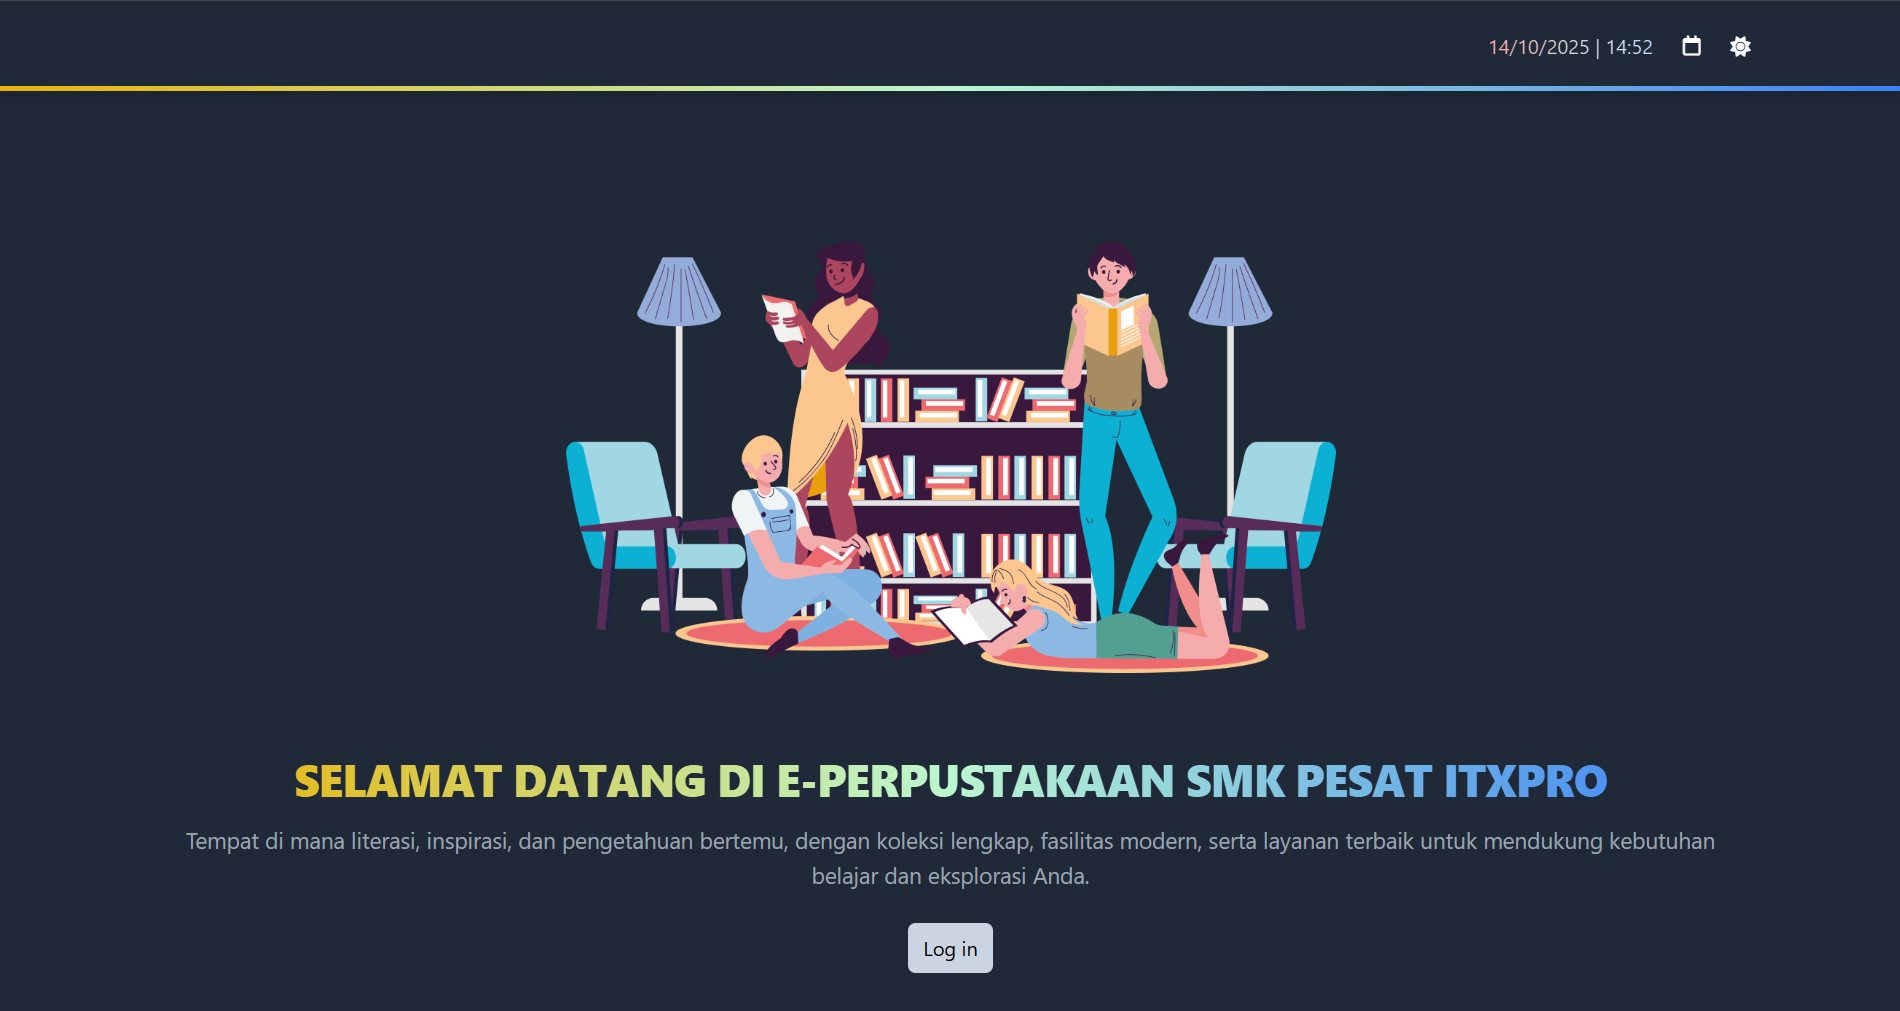 14/10/2025 | 14:52
SELAMAT DATANG DI E-PERPUSTAKAAN SMK PESAT ITXPRO
Tempat di mana literasi, inspirasi, dan pengetahuan bertemu, dengan koleksi lengkap, fasilitas modern, serta layanan terbaik untuk mendukung kebutuhan
belajar dan eksplorasi Anda.
Log in